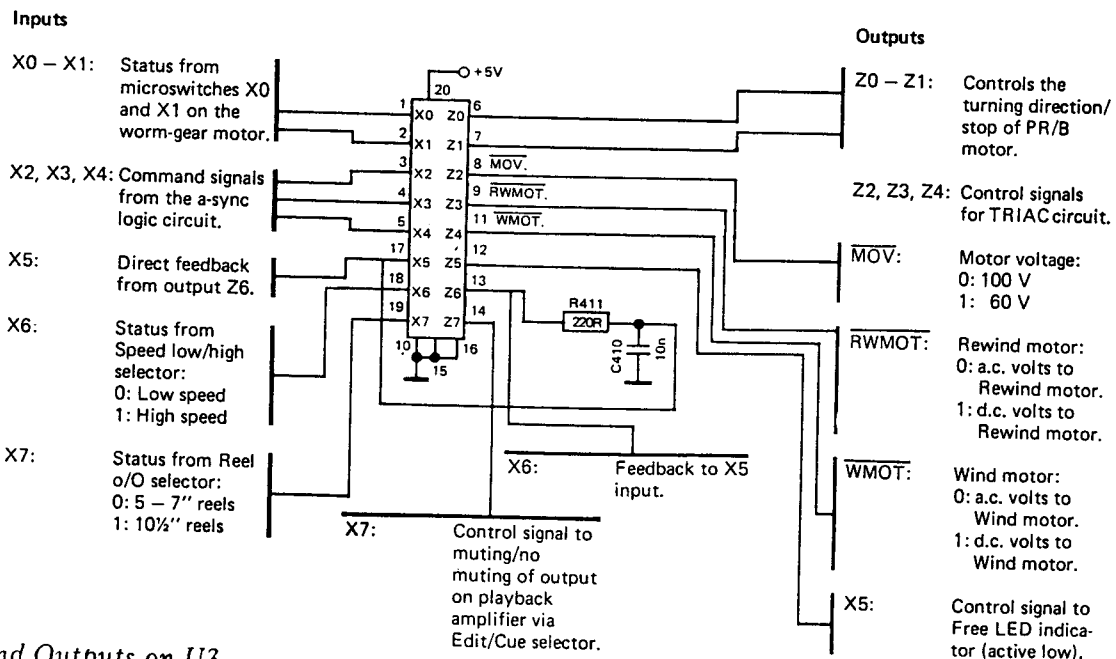 Inputs
X0 – X1: Status from
microswitches X0
and X1 on the
worm-gear motor.
X2, X3, X4: Command signals
from the a-sync
logic circuit.
X5: Direct feedback
from output Z6.
X6: Status from
Speed low/high
selector:
0: Low speed
1: High speed
X7: Status from Reel
o/O selector:
0: 5 – 7″ reels
1: 10½″ reels
+5V
20
1 X0 Z0 6
2 X1 Z1 7
3 X2 Z2 8 MOV.
4 X3 Z3 9 RWMOT.
5 X4 Z4 11 WMOT.
17 X5 Z5 12
18 X6 Z6 13
19 X7 Z7 14
10 15 16
R411
220R
C410
10n
X6: Feedback to X5
input.
X7: Control signal to
muting/no
muting of output
on playback
amplifier via
Edit/Cue selector.
Outputs
Z0 – Z1: Controls the
turning direction/
stop of PR/B
motor.
Z2, Z3, Z4: Control signals
for TRIAC circuit.
MOV: Motor voltage:
0: 100 V
1: 60 V
RWMOT: Rewind motor:
0: a.c. volts to
Rewind motor.
1: d.c. volts to
Rewind motor.
WMOT: Wind motor:
0: a.c. volts to
Wind motor.
1: d.c. volts to
Wind motor.
X5: Control signal to
Free LED indica-
tor (active low).
Outputs on U3